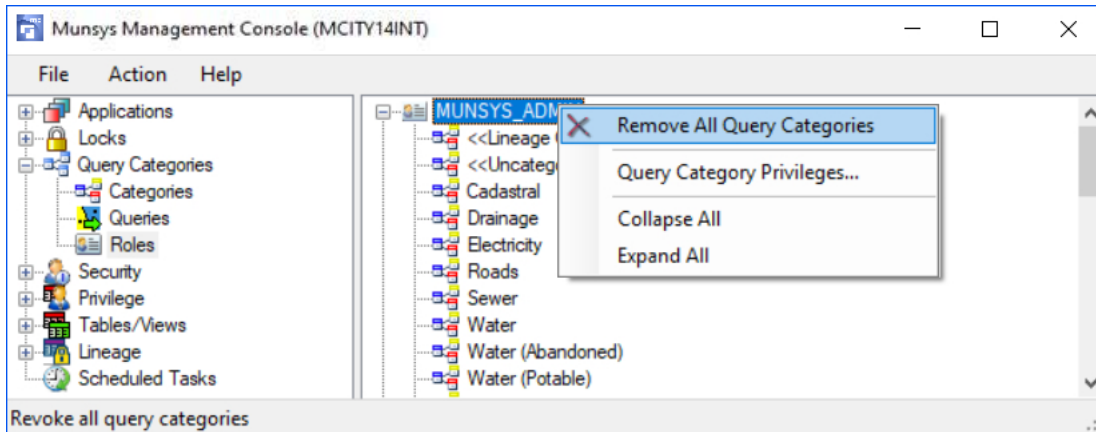 Munsys Management Console (MCITY14INT)
File Action Help
Applications
Locks
Query Categories
Categories
Queries
Roles
Security
Privilege
Tables/Views
Lineage
Scheduled Tasks
MUNSYS_ADM
<<Lineage
<<Uncateg
Cadastral
Drainage
Electricity
Roads
Sewer
Water
Water (Abandoned)
Water (Potable)
Remove All Query Categories
Query Category Privileges...
Collapse All
Expand All
Revoke all query categories